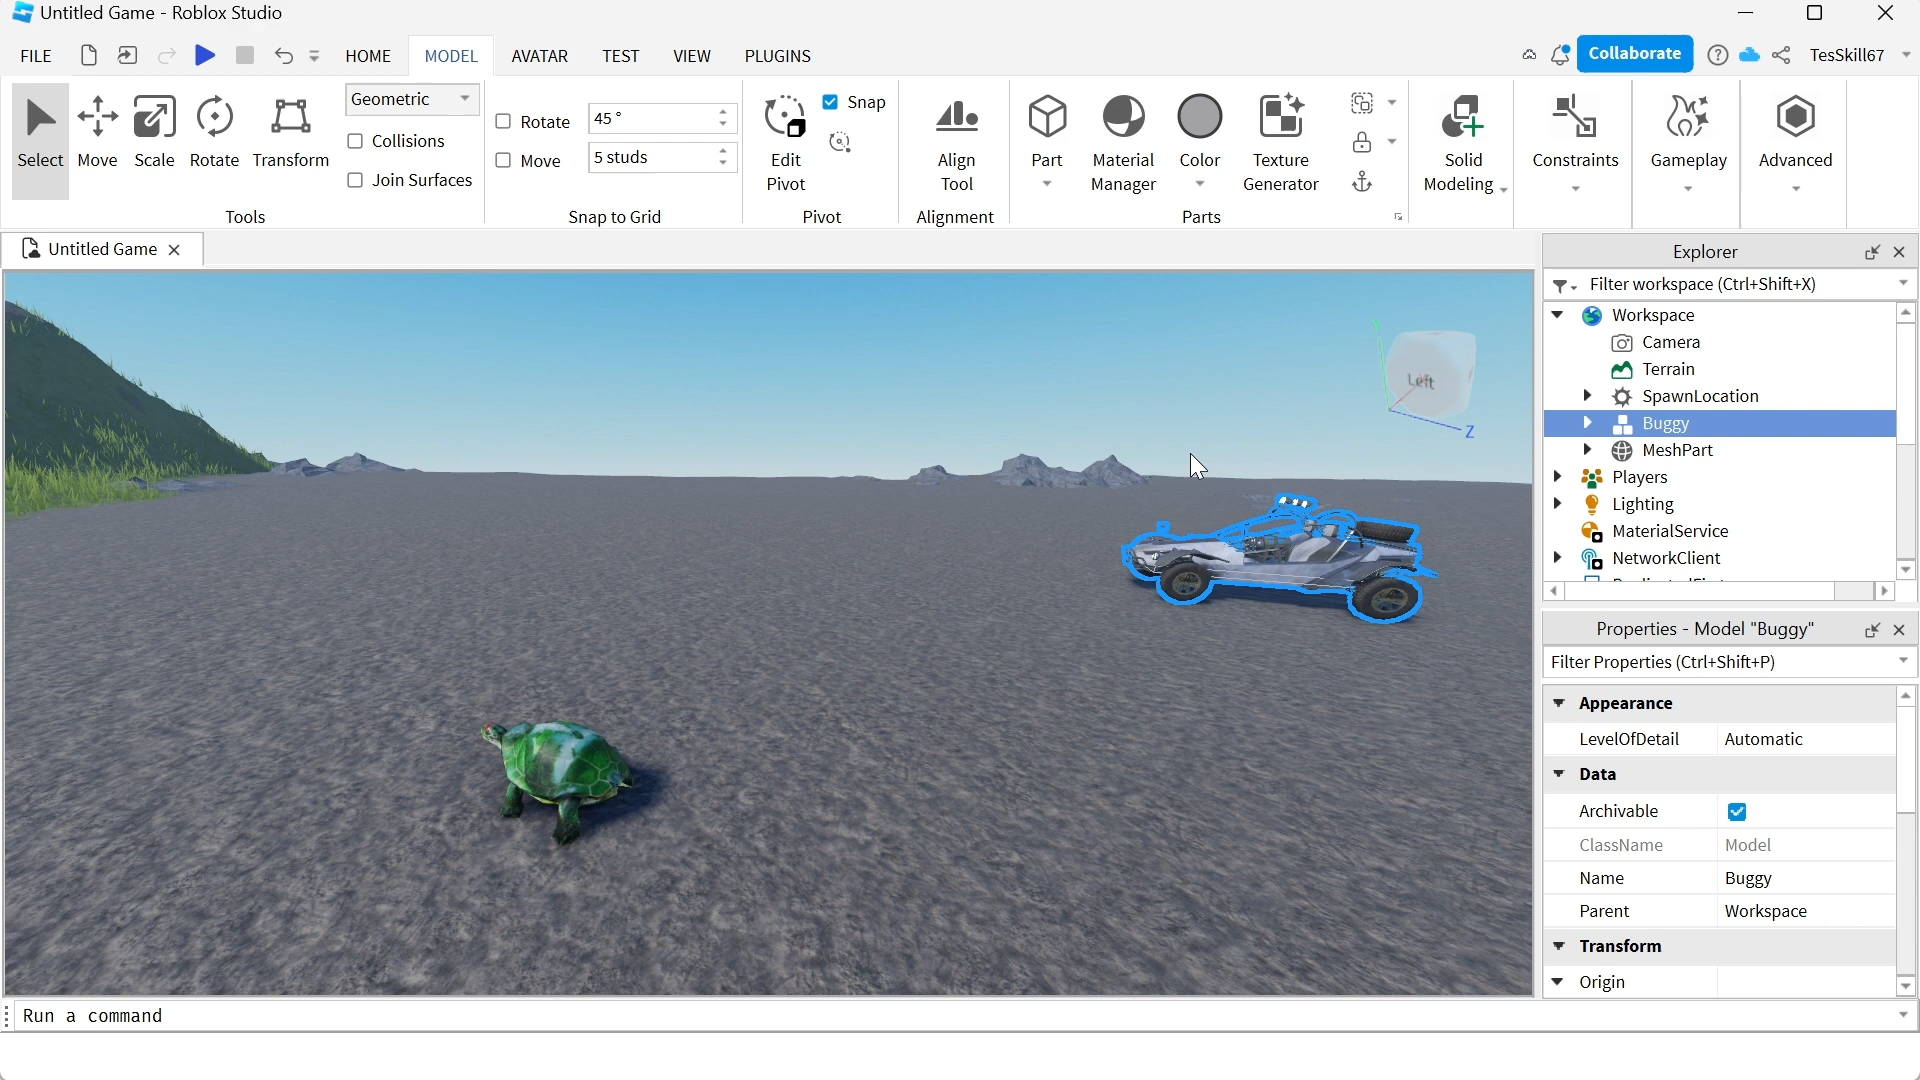 Untitled Game - Roblox Studio
FILE HOME MODEL AVATAR TEST VIEW PLUGINS Collaborate TesSkill67
Select Move Scale Rotate Transform
Geometric
Collisions
Join Surfaces
Tools
Rotate 45 °
Move 5 studs
Snap to Grid
Edit Pivot
Snap
Pivot
Align Tool
Alignment
Part
Material Manager
Color
Texture Generator
Parts
Solid Modeling
Constraints
Gameplay
Advanced
Untitled Game
Left
Z
Explorer
Filter workspace (Ctrl+Shift+X)
Workspace
Camera
Terrain
SpawnLocation
Buggy
MeshPart
Players
Lighting
MaterialService
NetworkClient
Properties - Model "Buggy"
Filter Properties (Ctrl+Shift+P)
Appearance
LevelOfDetail Automatic
Data
Archivable
ClassName Model
Name Buggy
Parent Workspace
Transform
Origin
Run a command